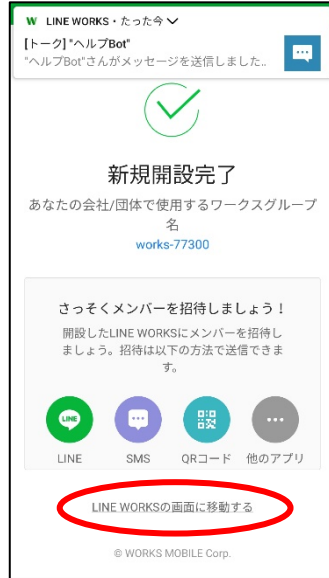 W LINE WORKS・たった今
[トーク]"ヘルプBot"
"ヘルプBot"さんがメッセージを送信しました..
新規開設完了
あなたの会社/団体で使用するワークスグループ
名
works-77300
さっそくメンバーを招待しましょう！
開設したLINE WORKSにメンバーを招待し
ましょう。招待は以下の方法で送信できま
す。
LINE
LINE SMS QRコード 他のアプリ
LINE WORKSの画面に移動する
© WORKS MOBILE Corp.